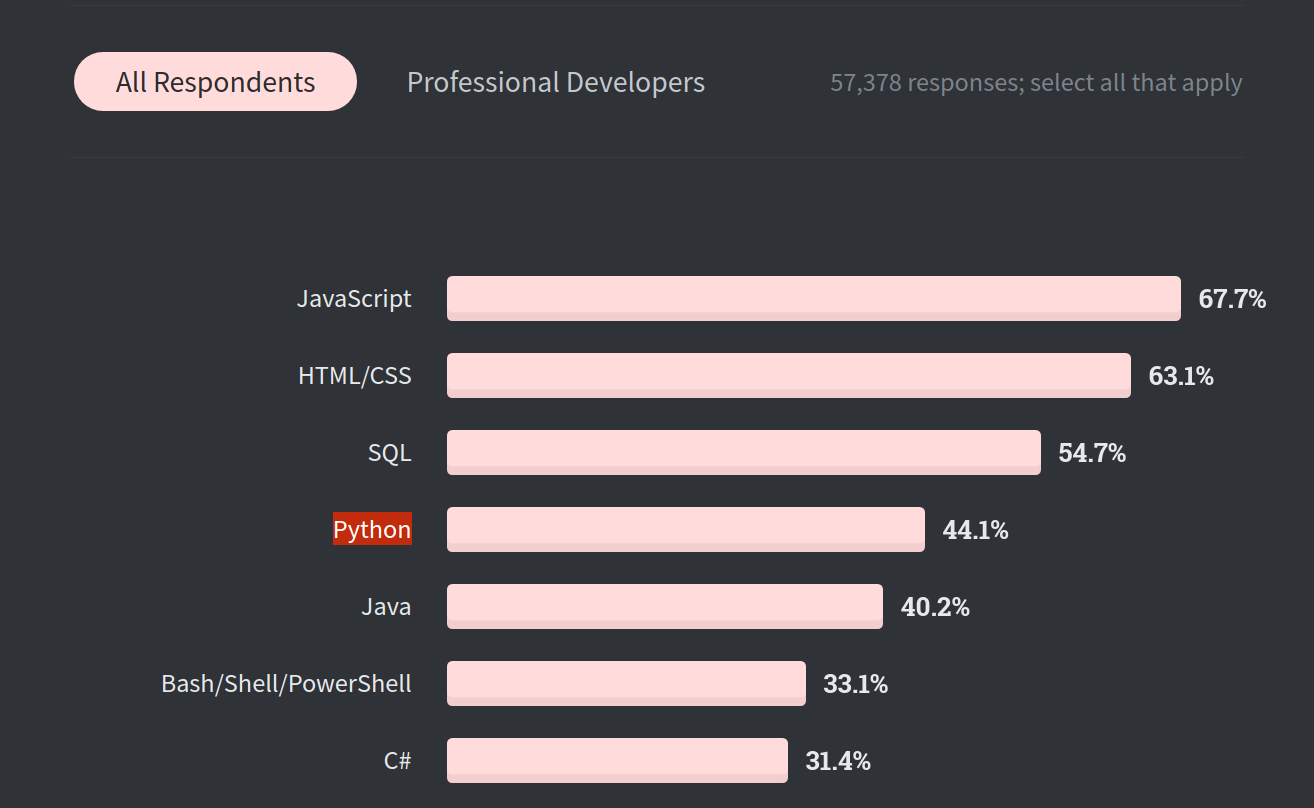 All Respondents Professional Developers 57,378 responses; select all that apply
JavaScript 67.7%
HTML/CSS 63.1%
SQL 54.7%
Python 44.1%
Java 40.2%
Bash/Shell/PowerShell 33.1%
C# 31.4%